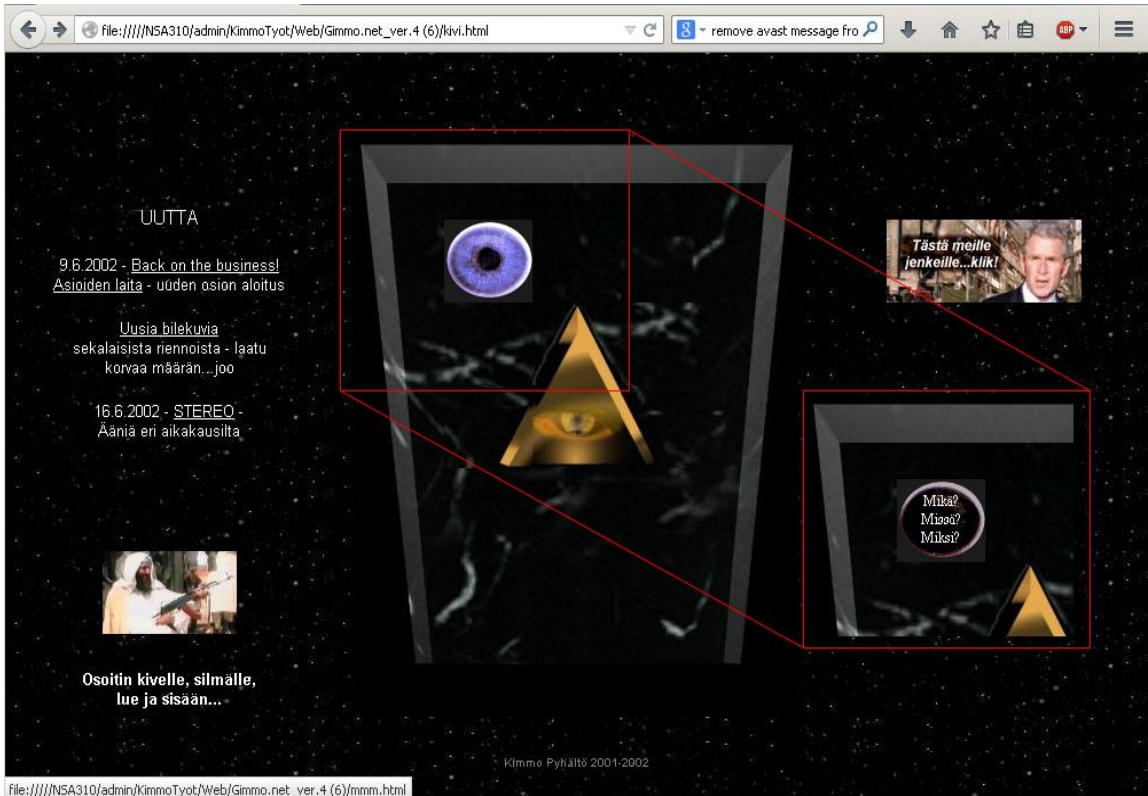 file://///NSA310/admin/KimmoTyot/Web/Gimmo.net_ver.4 (6)/kivi.html
remove avast message fro
ABP
UUTTA
9.6.2002 - Back on the business!
Asioiden laita - uuden osion aloitus
Uusia bilekuvia
sekalaisista riennoista - laatu
korvaa määrän...joo
16.6.2002 - STEREO -
Ääniä eri aikakausilta
Osoitin kivelle, silmälle,
lue ja sisään...
Tästä meille
jenkeille...klik!
Mikä?
Missä?
Miksi?
Kimmo Pyhältö 2001-2002
file://///NSA310/admin/KimmoTyot/Web/Gimmo.net_ver.4 (6)/mmm.html